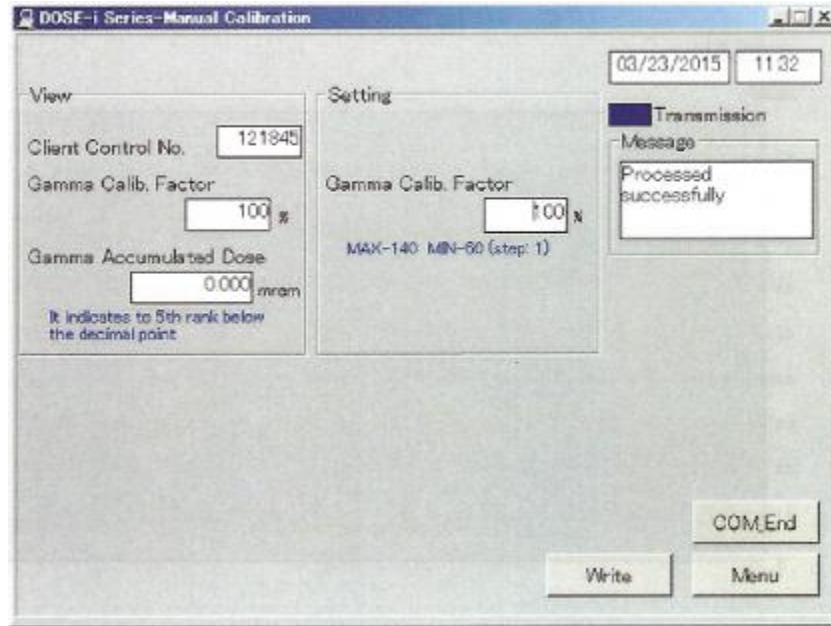 DOSE-i Series-Manual Calibration
03/23/2015 11:32
View
Client Control No. 121845
Gamma Calib. Factor
100 %
Gamma Accumulated Dose
0.000 mrem
It indicates to 5th rank below
the decimal point
Setting
Gamma Calib. Factor
100 %
MAX-140 MIN-60 (step: 1)
Transmission
Message
Processed
successfully
COM_End
Write
Menu